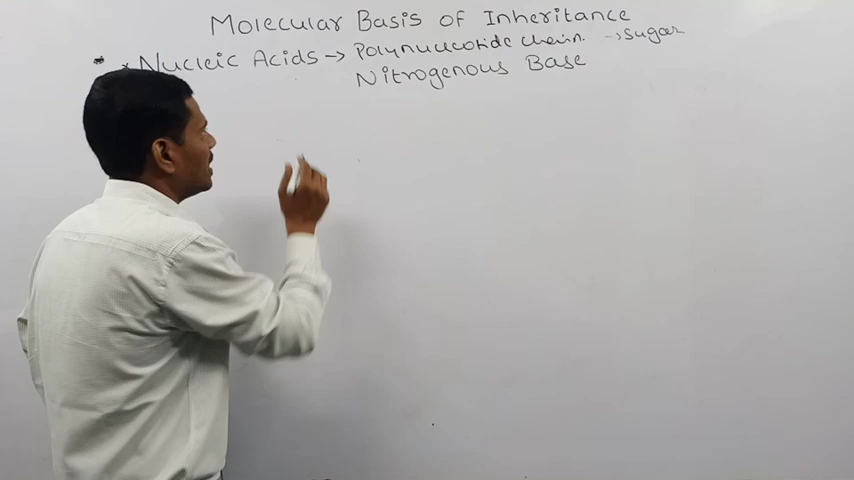 Molecular Basis of Inheritance
* Nucleic Acids → Polynucleotide chain. → Sugar
Nitrogenous Base